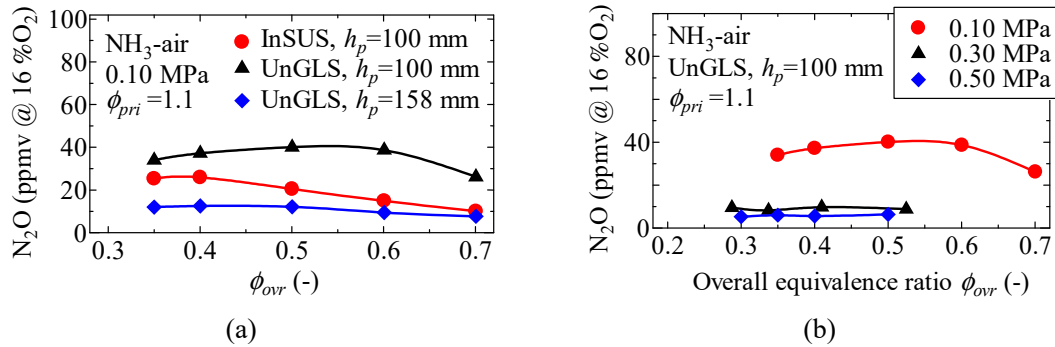 N₂O (ppmv @ 16 %O₂)
100
80
60
40
20
0
NH₃-air
0.10 MPa
ϕpri =1.1
InSUS, hp=100 mm
UnGLS, hp=100 mm
UnGLS, hp=158 mm
0.3 0.4 0.5 0.6 0.7
ϕovr (-)
(a)
(b)
N₂O (ppmv @ 16 %O₂)
80
40
0
NH₃-air
UnGLS, hp=100 mm
ϕpri =1.1
0.10 MPa
0.30 MPa
0.50 MPa
0.2 0.3 0.4 0.5 0.6 0.7
Overall equivalence ratio ϕovr (-)
(b)